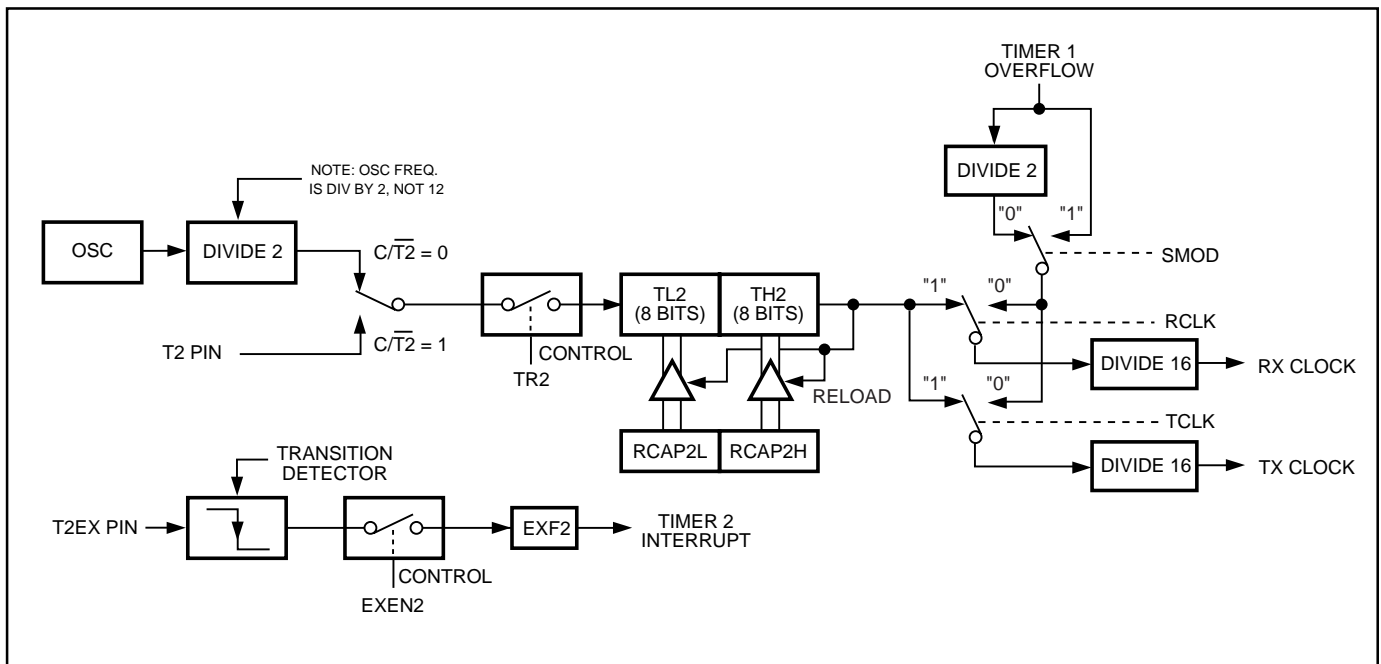 TIMER 1
OVERFLOW
DIVIDE 2
"0"
"1"
SMOD
NOTE: OSC FREQ.
IS DIV BY 2, NOT 12
OSC
DIVIDE 2
C/T̅2̅ = 0
C/T̅2̅ = 1
T2 PIN
CONTROL
TR2
TL2
(8 BITS)
TH2
(8 BITS)
RELOAD
RCAP2L
RCAP2H
"1"
"0"
RCLK
DIVIDE 16
RX CLOCK
"1"
"0"
TCLK
DIVIDE 16
TX CLOCK
TRANSITION
DETECTOR
T2EX PIN
CONTROL
EXEN2
EXF2
TIMER 2
INTERRUPT